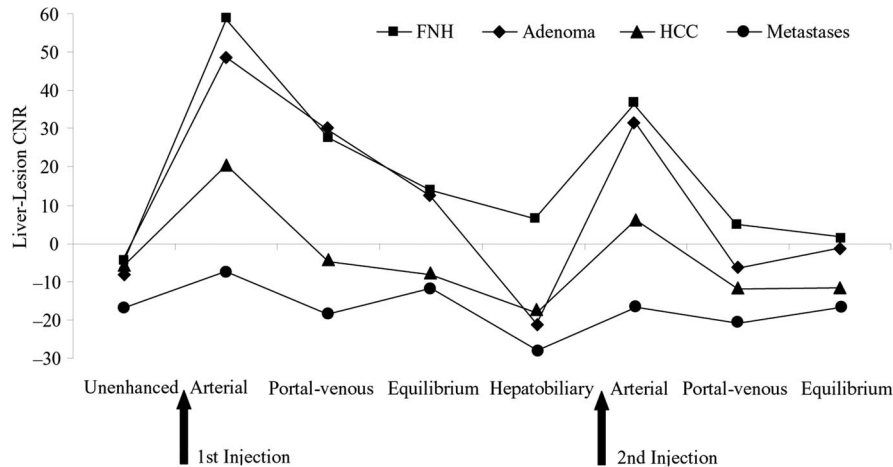 60
FNH Adenoma HCC Metastases
50
40
30
20
10
0
−10
−20
−30
Liver–Lesion CNR
Unenhanced Arterial Portal-venous Equilibrium Hepatobiliary Arterial Portal-venous Equilibrium
1st Injection 2nd Injection